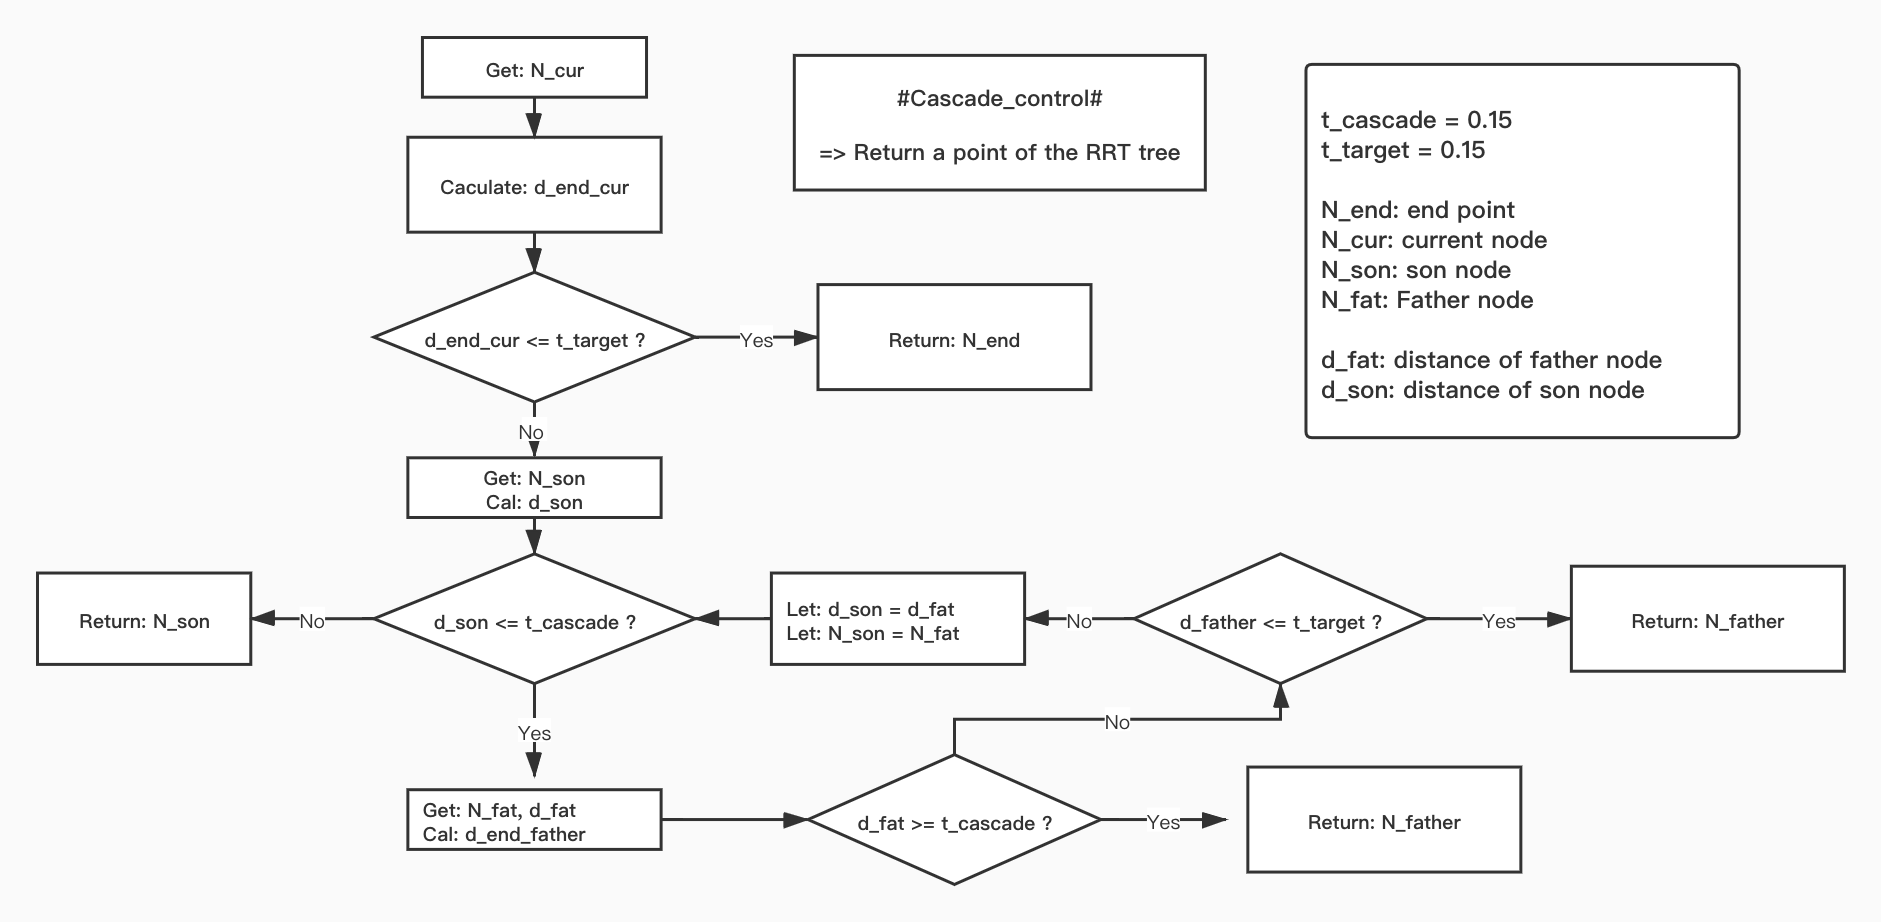 Get: N_cur
#Cascade_control#
=> Return a point of the RRT tree
t_cascade = 0.15
t_target = 0.15
N_end: end point
N_cur: current node
N_son: son node
N_fat: Father node
d_fat: distance of father node
d_son: distance of son node
Caculate: d_end_cur
d_end_cur <= t_target ?
Yes
Return: N_end
No
Get: N_son
Cal: d_son
Return: N_son
No
d_son <= t_cascade ?
Let: d_son = d_fat
Let: N_son = N_fat
No
d_father <= t_target ?
Yes
Return: N_father
Yes
No
Get: N_fat, d_fat
Cal: d_end_father
d_fat >= t_cascade ?
Yes
Return: N_father